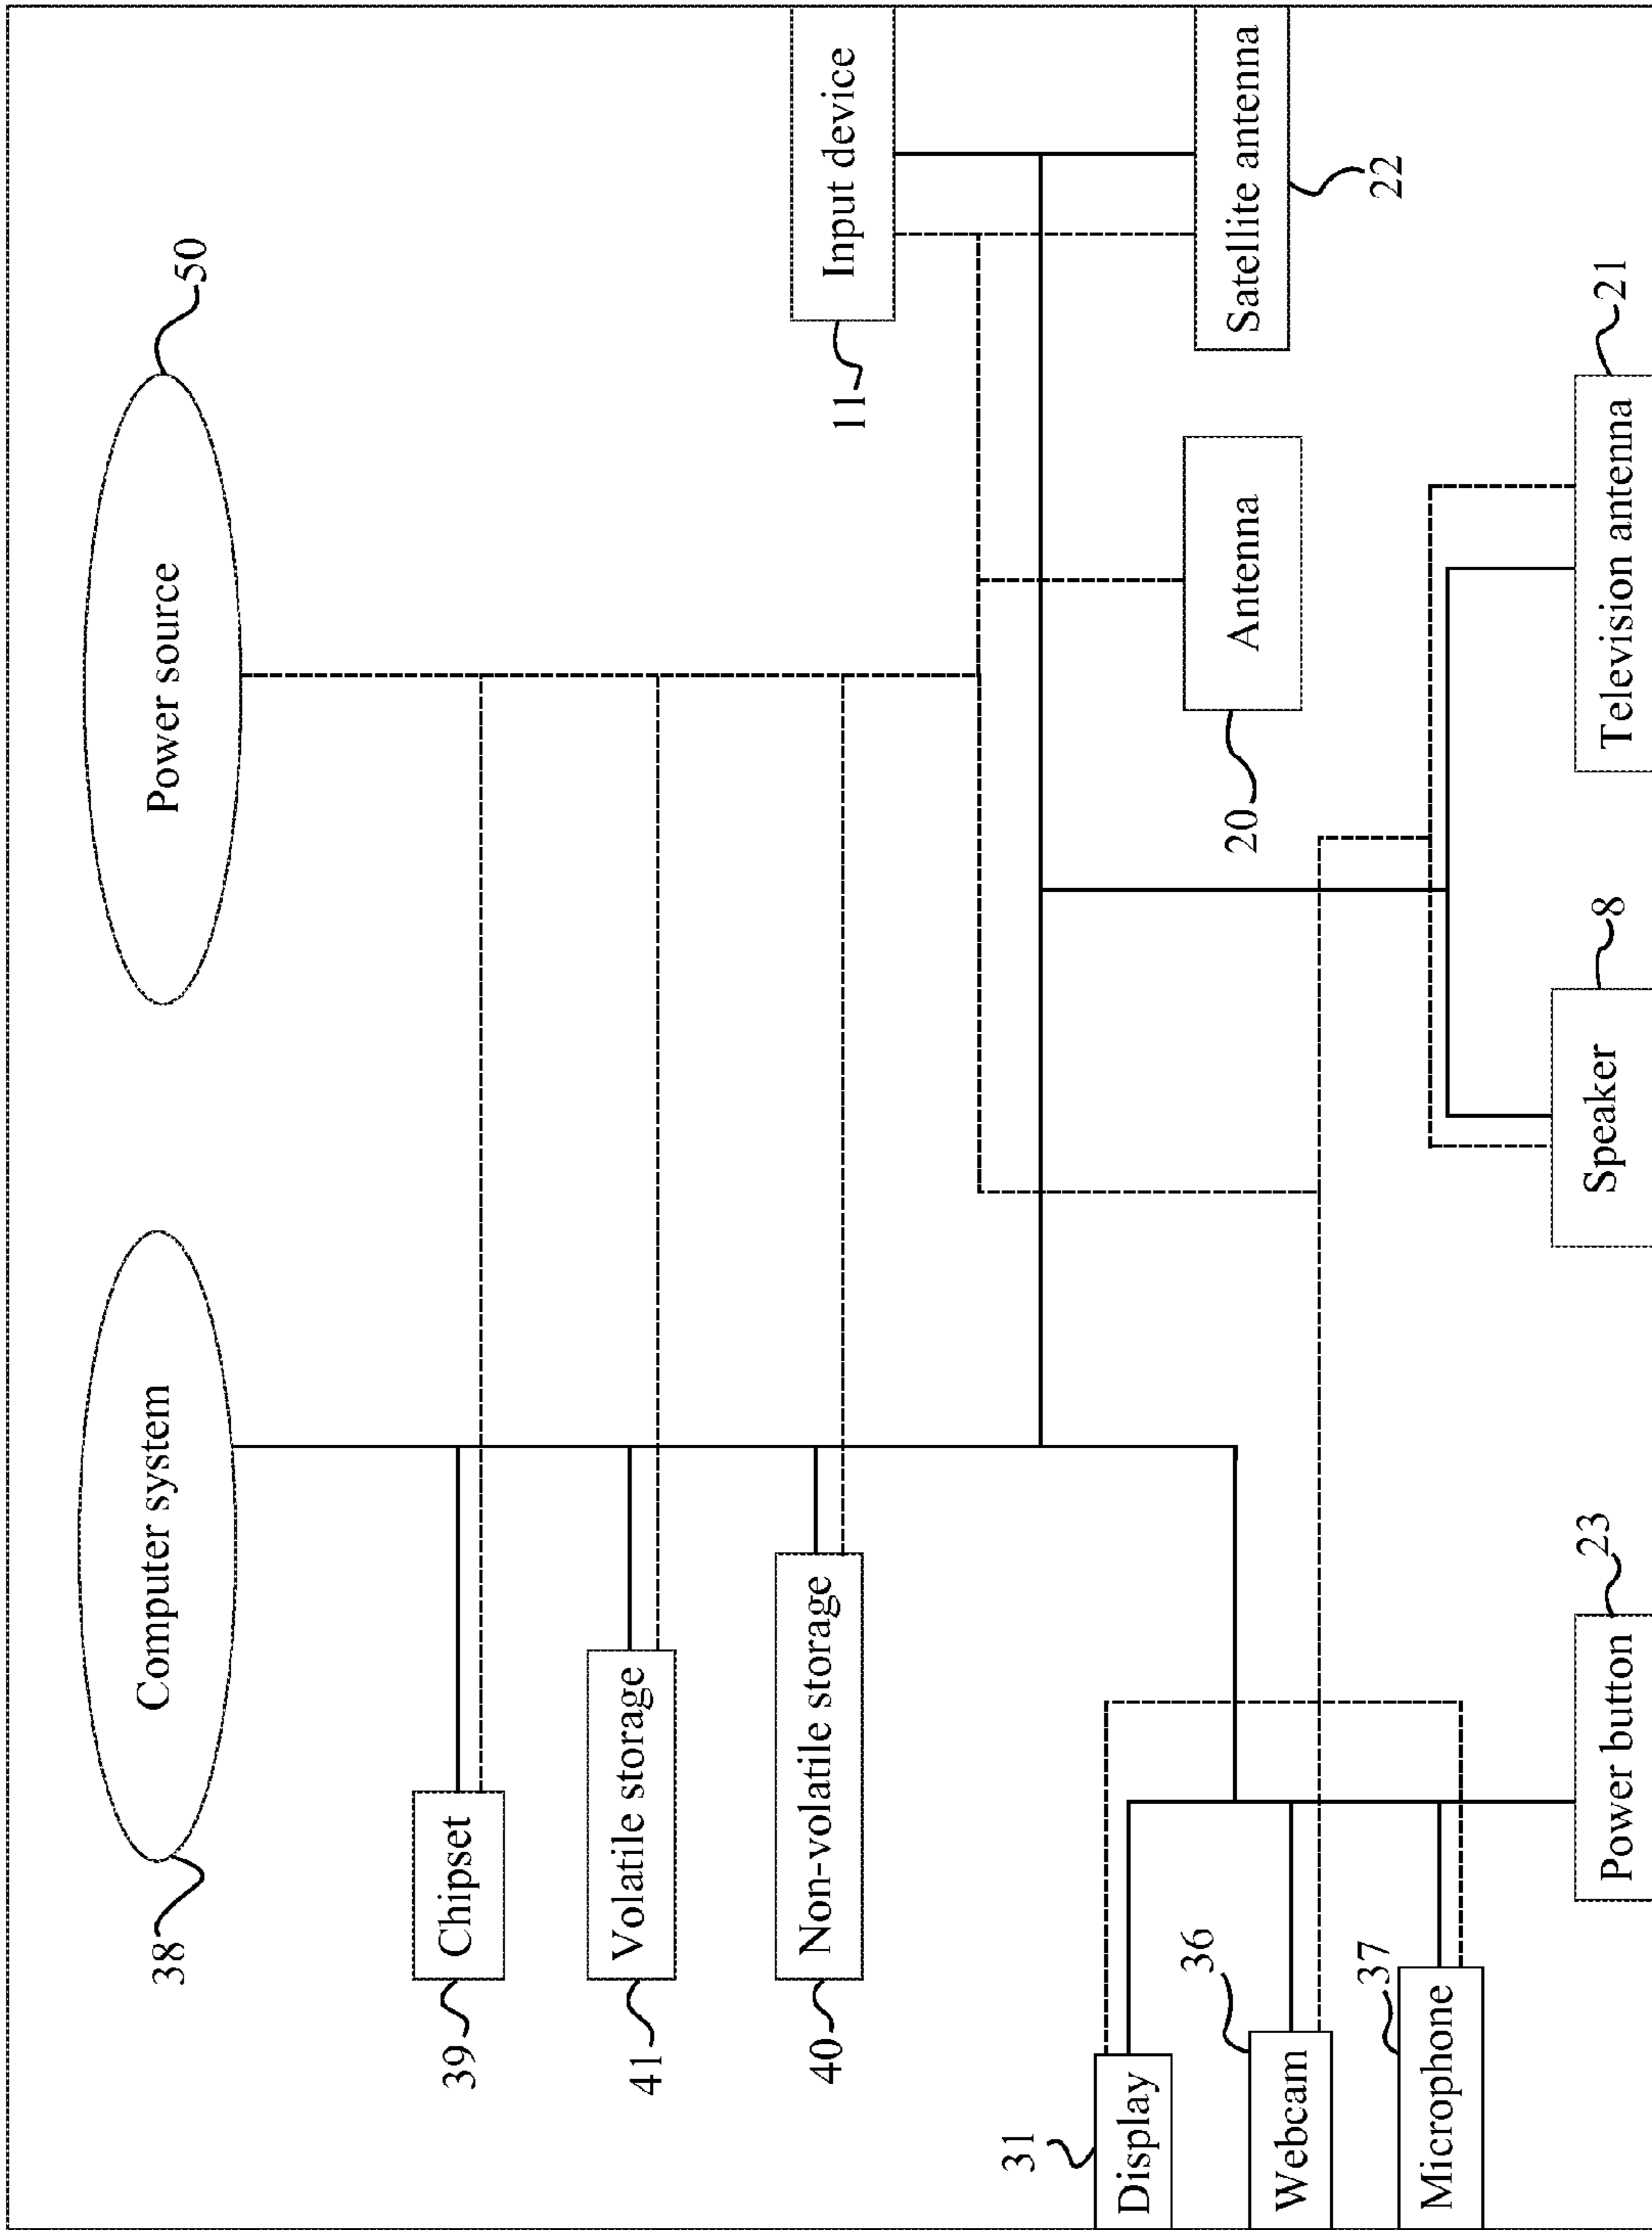 Computer system
38
Power source
50
Chipset
39
Volatile storage
41
Non-volatile storage
40
Input device
11
Display
31
Webcam
36
Microphone
37
Antenna
20
Satellite antenna
22
Power button
23
Speaker
8
Television antenna
21